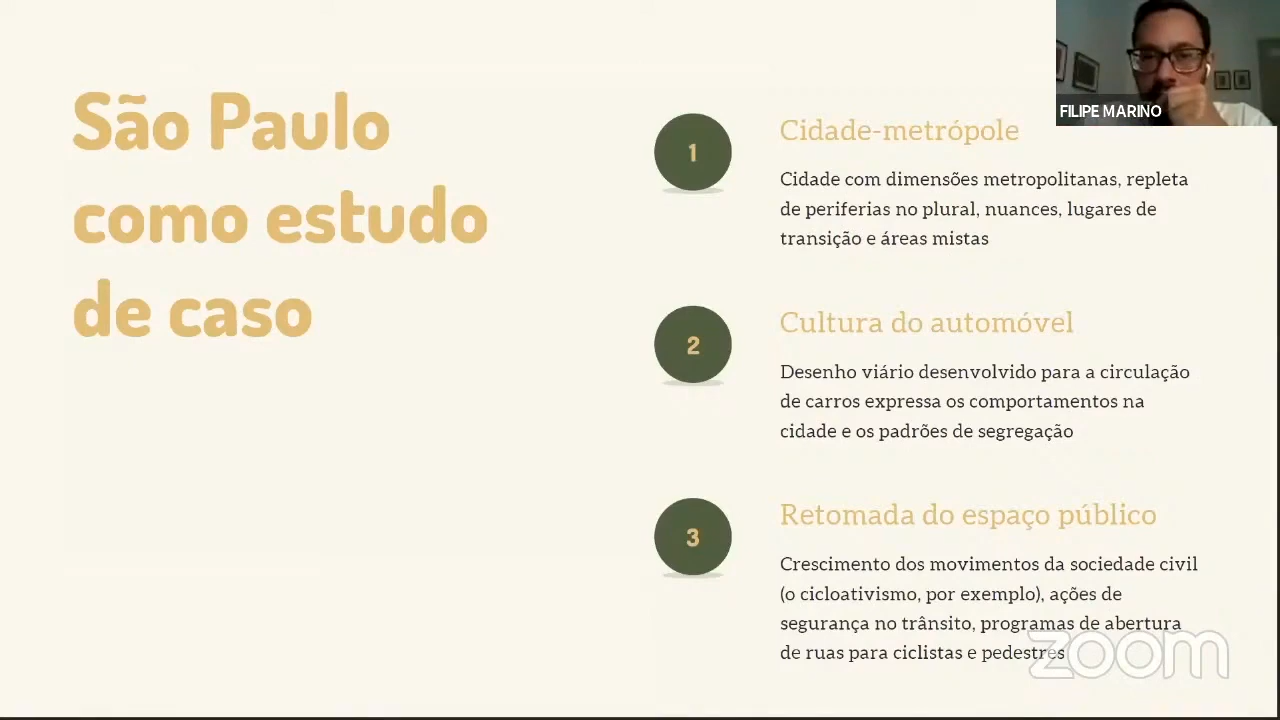 São Paulo
como estudo
de caso
FILIPE MARINO
1
Cidade-metrópole
Cidade com dimensões metropolitanas, repleta
de periferias no plural, nuances, lugares de
transição e áreas mistas
2
Cultura do automóvel
Desenho viário desenvolvido para a circulação
de carros expressa os comportamentos na
cidade e os padrões de segregação
3
Retomada do espaço público
Crescimento dos movimentos da sociedade civil
(o cicloativismo, por exemplo), ações de
segurança no trânsito, programas de abertura
de ruas para ciclistas e pedestres
zoom